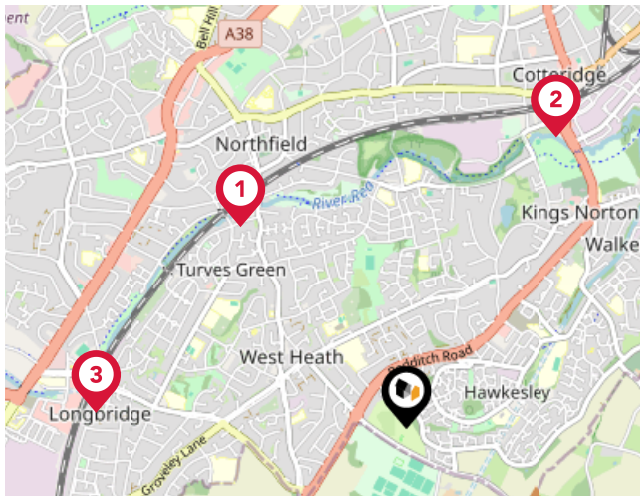 ment
Bell Hill
A38
Cotteridge
2
Northfield
1
River Rea
Kings Norton
Walke
Turves Green
West Heath
Redditch Road
3
Hawkesley
Longbridge
Groveley Lane